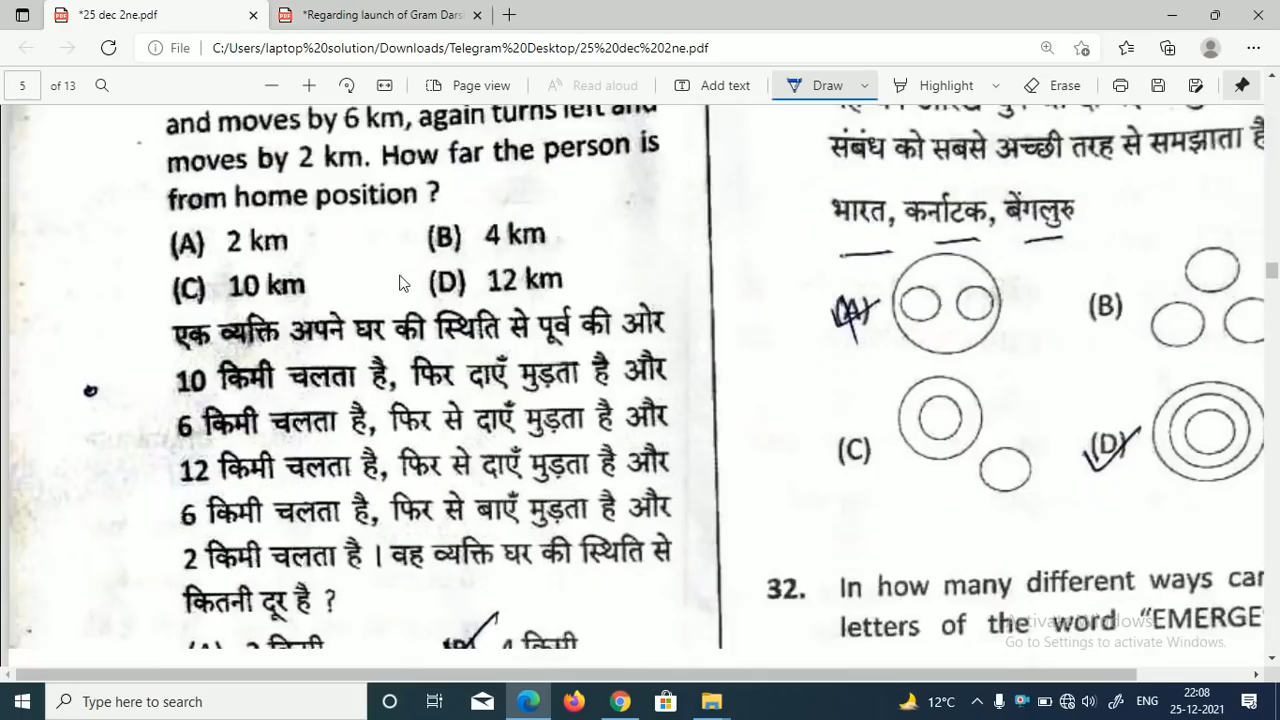 *25 dec 2ne.pdf
*Regarding launch of Gram Darsl
File
C:/Users/laptop%20solution/Downloads/Telegram%20Desktop/25%20dec%202ne.pdf
5 of 13
Page view
Read aloud
Add text
Draw
Highlight
Erase
and moves by 6 km, again turns left and
moves by 2 km. How far the person is
from home position ?
(A) 2 km (B) 4 km
(C) 10 km (D) 12 km
एक व्यक्ति अपने घर की स्थिति से पूर्व की ओर
10 किमी चलता है, फिर दाएँ मुड़ता है और
6 किमी चलता है, फिर से दाएँ मुड़ता है और
12 किमी चलता है, फिर से दाएँ मुड़ता है और
6 किमी चलता है, फिर से बाएँ मुड़ता है और
2 किमी चलता है । वह व्यक्ति घर की स्थिति से
कितनी दूर है ?
(A) 2 किमी (B) 4 किमी
संबंध को सबसे अच्छी तरह से समझाता है
भारत, कर्नाटक, बेंगलुरु
(A) (B)
(C) (D)
32. In how many different ways can
letters of the word "EMERGE
Activate Windows
Go to Settings to activate Windows.
Type here to search
12°C
ENG
22:08
25-12-2021